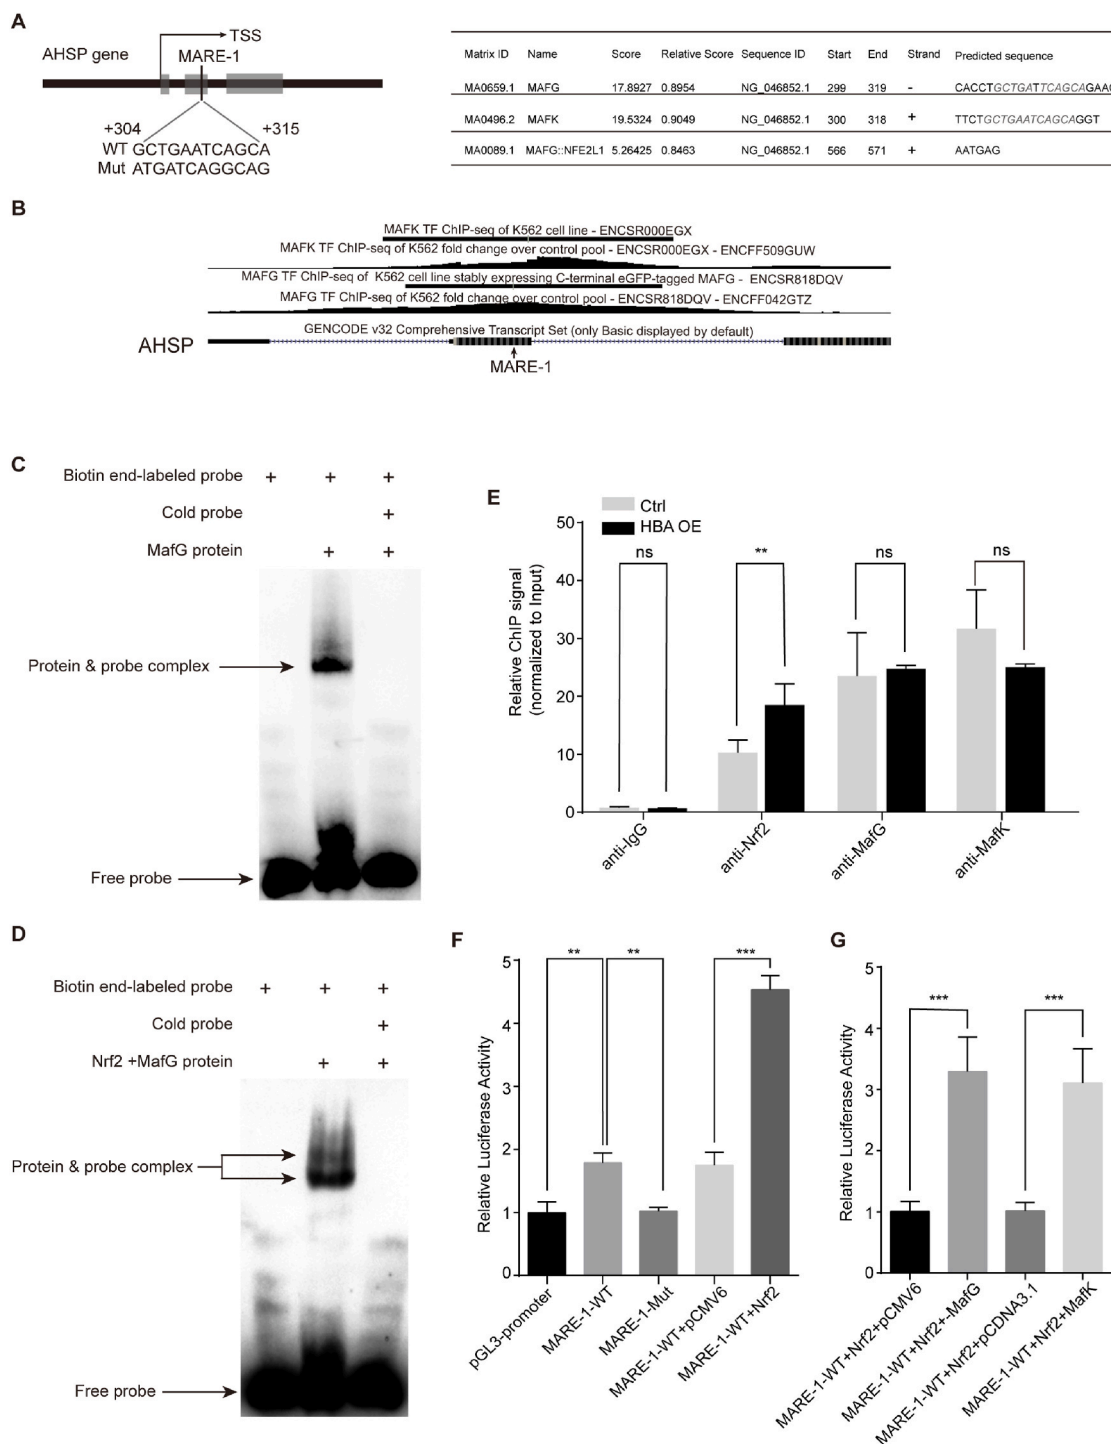 A
AHSP gene
TSS
MARE-1
+304 +315
WT GCTGAATCAGCA
Mut ATGATCAGGCAG
Matrix ID Name Score Relative Score Sequence ID Start End Strand Predicted sequence
MA0659.1 MAFG 17.8927 0.8954 NG_046852.1 299 319 - CACCTGCTGATTCAGCAGAAG
MA0496.2 MAFK 19.5324 0.9049 NG_046852.1 300 318 + TTCTGCTGAATCAGCAGGT
MA0089.1 MAFG::NFE2L1 5.26425 0.8463 NG_046852.1 566 571 + AATGAG
B
MAFK TF ChIP-seq of K562 cell line - ENCSR000EGX
MAFK TF ChIP-seq of K562 fold change over control pool - ENCSR000EGX - ENCFF509GUW
MAFG TF ChIP-seq of K562 cell line stably expressing C-terminal eGFP-tagged MAFG - ENCSR818DQV
MAFG TF ChIP-seq of K562 fold change over control pool - ENCSR818DQV - ENCFF042GTZ
GENCODE v32 Comprehensive Transcript Set (only Basic displayed by default)
AHSP
MARE-1
C
Biotin end-labeled probe + + +
Cold probe +
MafG protein + +
Protein & probe complex
Free probe
D
Biotin end-labeled probe + + +
Cold probe +
Nrf2 +MafG protein + +
Protein & probe complex
Free probe
E
Ctrl
HBA OE
Relative ChIP signal
(normalized to Input)
50
40
30
20
10
0
ns
**
ns
ns
anti-IgG
anti-Nrf2
anti-MafG
anti-MafK
F
Relative Luciferase Activity
5
4
3
2
1
0
**
**
***
pGL3-promoter
MARE-1-WT
MARE-1-Mut
MARE-1-WT+pCMV6
MARE-1-WT+Nrf2
G
Relative Luciferase Activity
5
4
3
2
1
0
***
***
MARE-1-WT+Nrf2+pCMV6
MARE-1-WT+Nrf2+MafG
MARE-1-WT+Nrf2+pCDNA3.1
MARE-1-WT+Nrf2+MafK